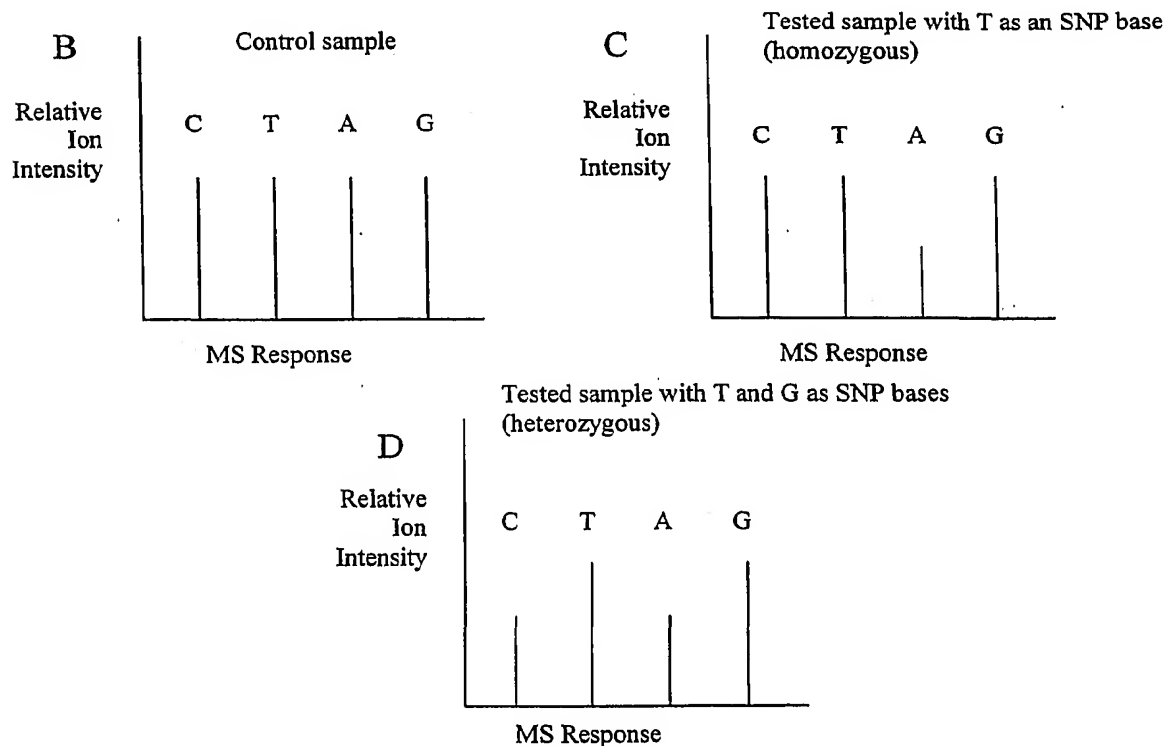 B
Control sample
Relative
Ion
Intensity
C T A G
MS Response
C
Tested sample with T as an SNP base
(homozygous)
Relative
Ion
Intensity
C T A G
MS Response
D
Tested sample with T and G as SNP bases
(heterozygous)
Relative
Ion
Intensity
C T A G
MS Response